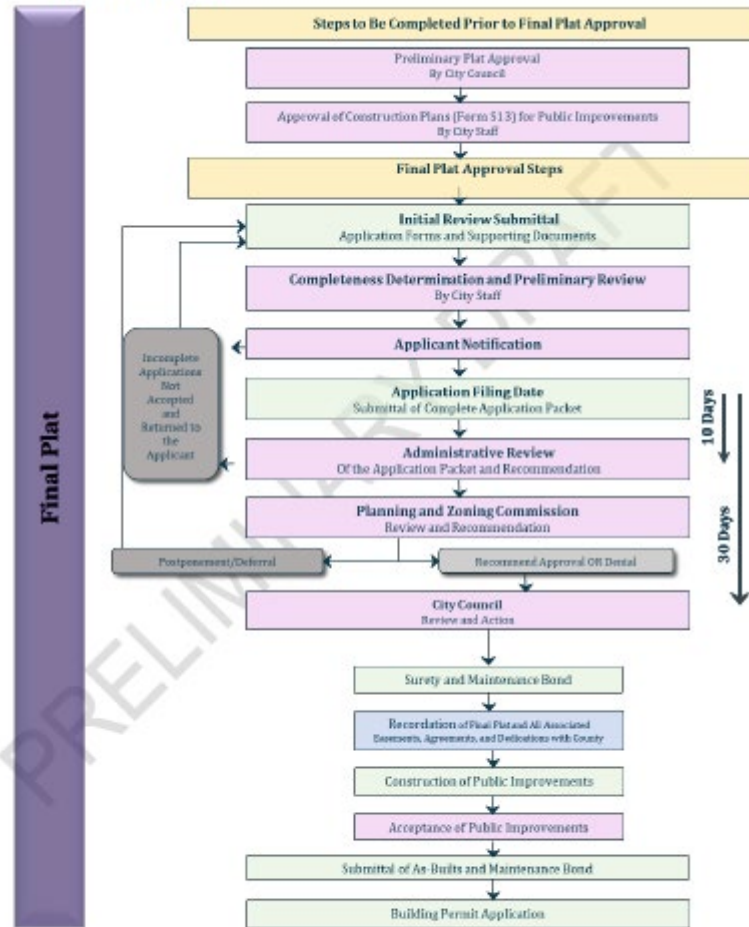 Steps to Be Completed Prior to Final Plat Approval
Preliminary Plat Approval
By City Council
Approval of Construction Plans (Form 513) for Public Improvements
By City Staff
Final Plat Approval Steps
Initial Review Submittal
Application Forms and Supporting Documents
Completeness Determination and Preliminary Review
By City Staff
Applicant Notification
Incomplete
Applications
Not
Accepted
and
Returned to
the
Applicant
Application Filing Date
Submittal of Complete Application Packet
Administrative Review
Of the Application Packet and Recommendation
10 Days
30 Days
Planning and Zoning Commission
Review and Recommendation
Postponement/Deferral
Recommend Approval OR Denial
City Council
Review and Action
Surety and Maintenance Bond
Recordation of Final Plat and All Associated
Easements, Agreements, and Dedications with County
Construction of Public Improvements
Acceptance of Public Improvements
Submittal of As-Builts and Maintenance Bond
Building Permit Application
Final Plat
PRELIMINARY DRAFT